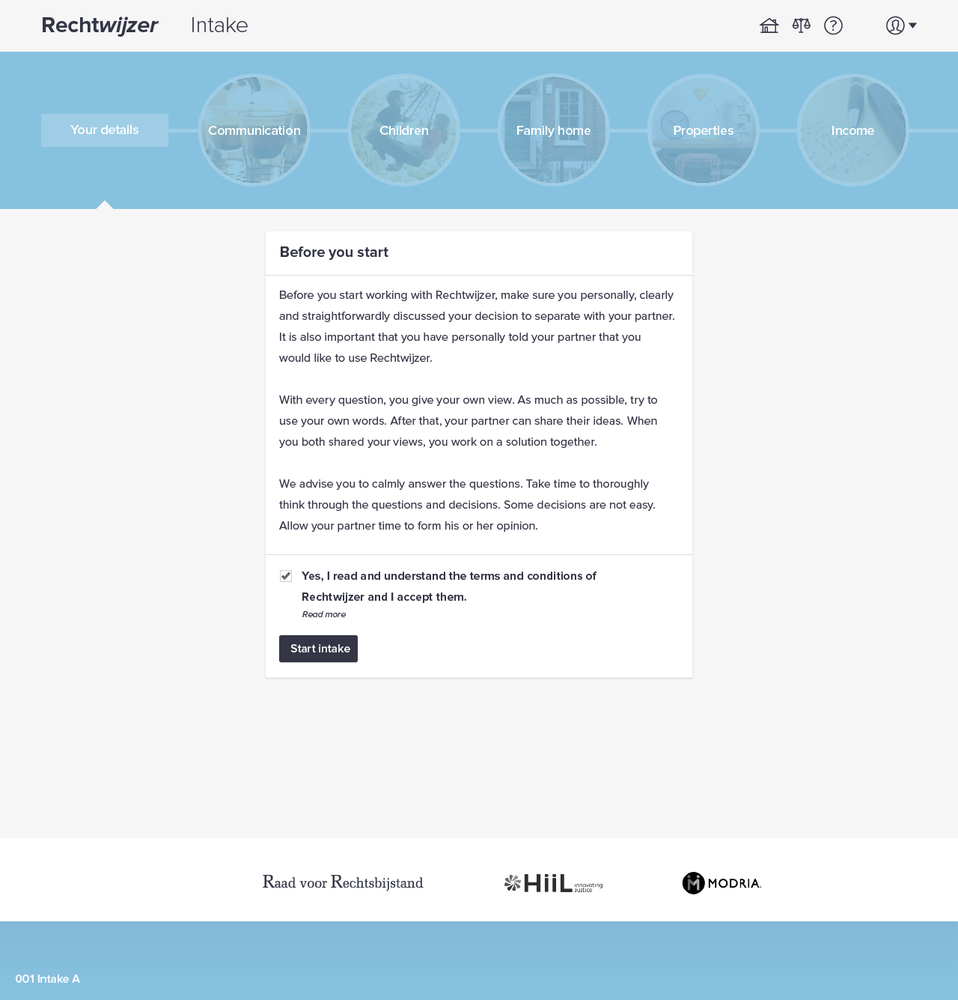 Rechtwijzer Intake
Your details
Communication
Children
Family home
Properties
Income
Before you start
Before you start working with Rechtwijzer, make sure you personally, clearly
and straightforwardly discussed your decision to separate with your partner.
It is also important that you have personally told your partner that you
would like to use Rechtwijzer.
With every question, you give your own view. As much as possible, try to
use your own words. After that, your partner can share their ideas. When
you both shared your views, you work on a solution together.
We advise you to calmly answer the questions. Take time to thoroughly
think through the questions and decisions. Some decisions are not easy.
Allow your partner time to form his or her opinion.
Yes, I read and understand the terms and conditions of
Rechtwijzer and I accept them.
Read more
Start intake
Raad voor Rechtsbijstand
HiiL innovating
justice
MODRIA.
001 Intake A